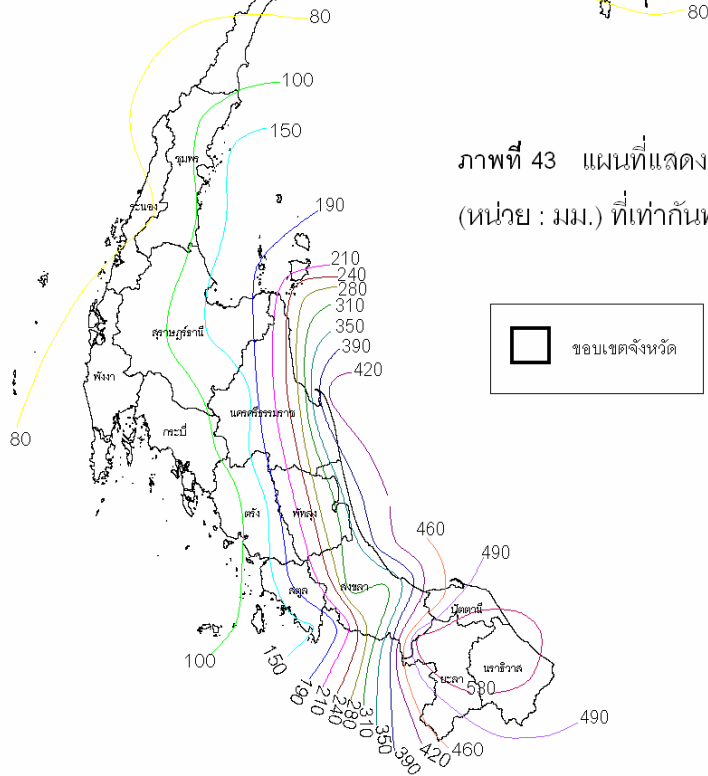 80
80
100
150
ชุมพร
ภาพที่ 43 แผนที่แสดง
ระนอง
190
(หน่วย : มม.) ที่เท่ากัน
210
240
280
310
สุราษฎร์ธานี
350
390
ขอบเขตจังหวัด
420
พังงา
นครศรีธรรมราช
80
กระบี่
ตรัง
พัทลุง
460
490
สตูล
สงขลา
ปัตตานี
นราธิวาส
100
150
ยะลา
530
190
210
240
280
310
350
390
420
460
490